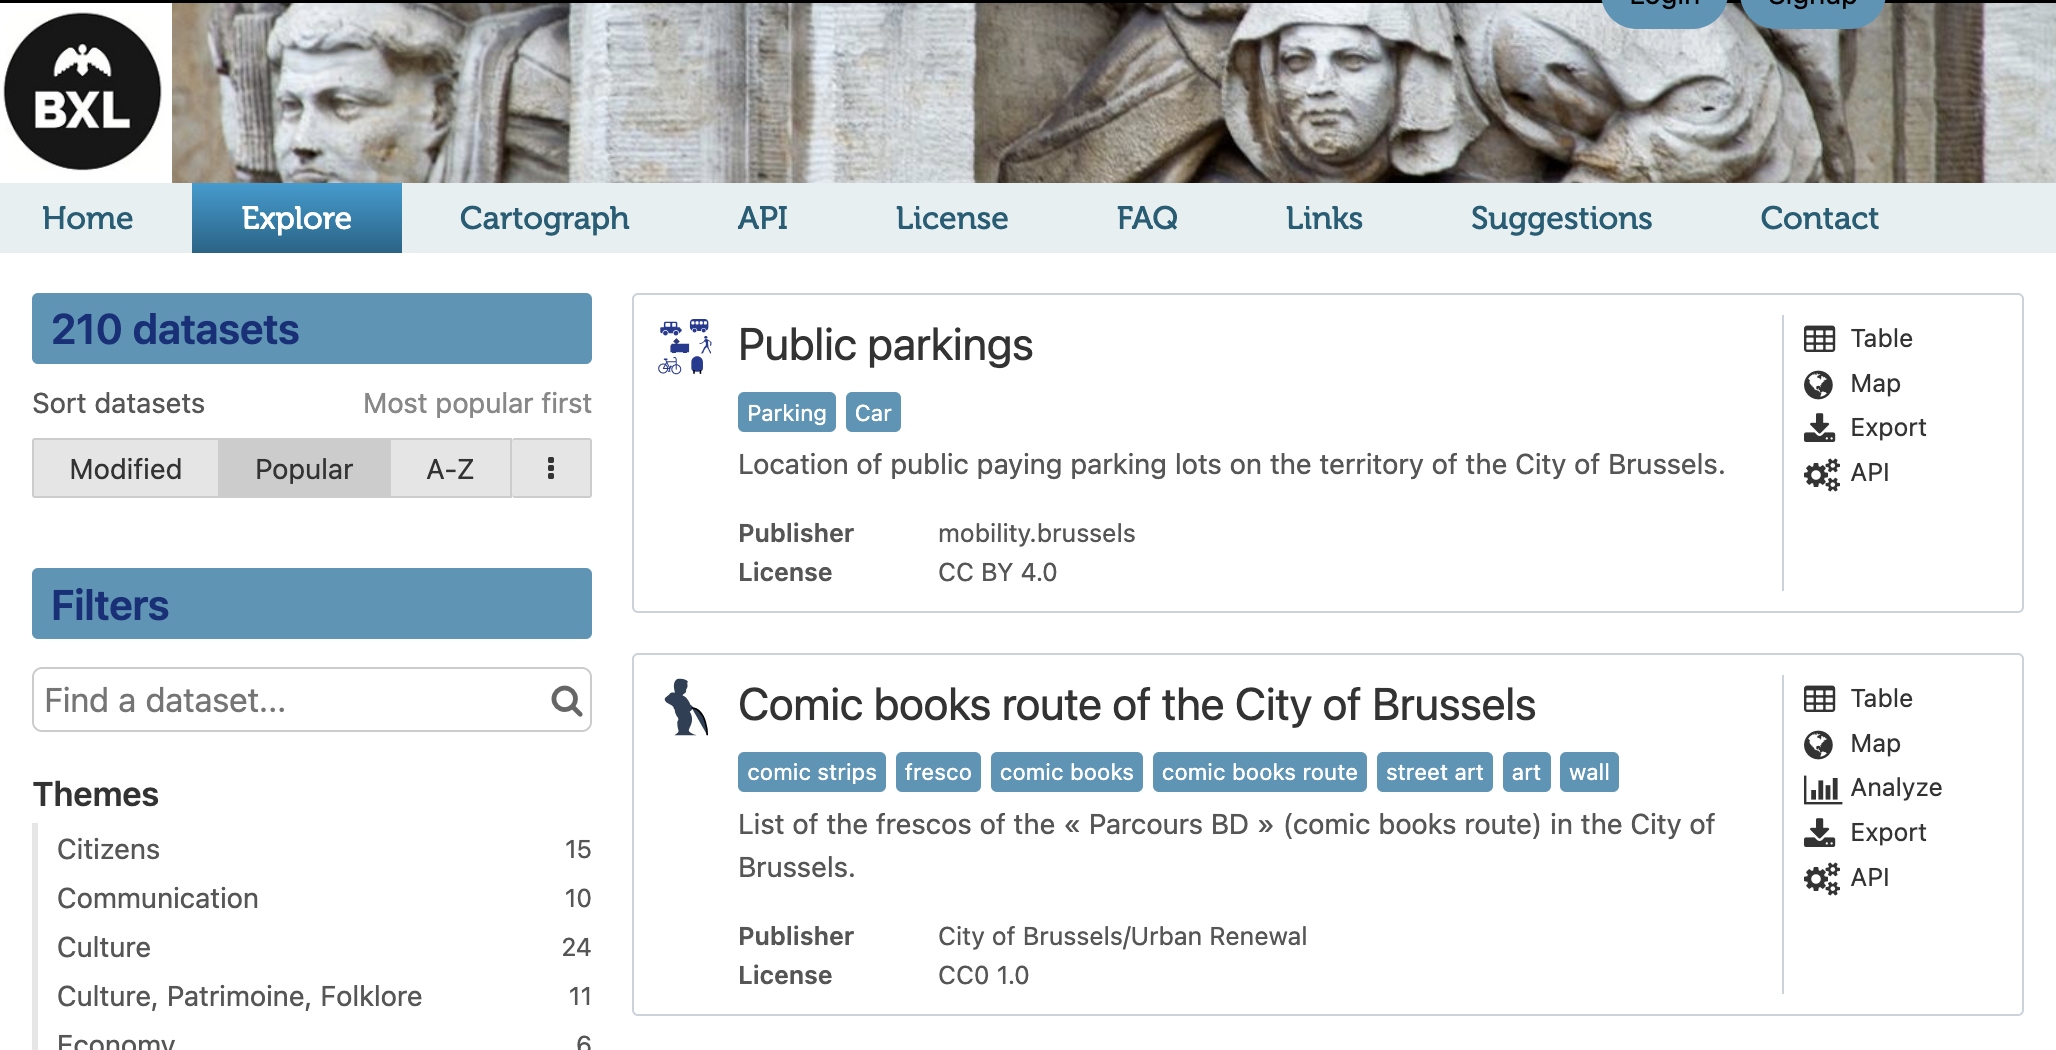 Login Signup
BXL
Home Explore Cartograph API License FAQ Links Suggestions Contact
210 datasets
Sort datasets Most popular first
Modified Popular A-Z
Filters
Find a dataset...
Themes
Citizens 15
Communication 10
Culture 24
Culture, Patrimoine, Folklore 11
Economy 6
Public parkings
Parking Car
Location of public paying parking lots on the territory of the City of Brussels.
Publisher mobility.brussels
License CC BY 4.0
Table
Map
Export
API
Comic books route of the City of Brussels
comic strips fresco comic books comic books route street art art wall
List of the frescos of the « Parcours BD » (comic books route) in the City of
Brussels.
Publisher City of Brussels/Urban Renewal
License CC0 1.0
Table
Map
Analyze
Export
API